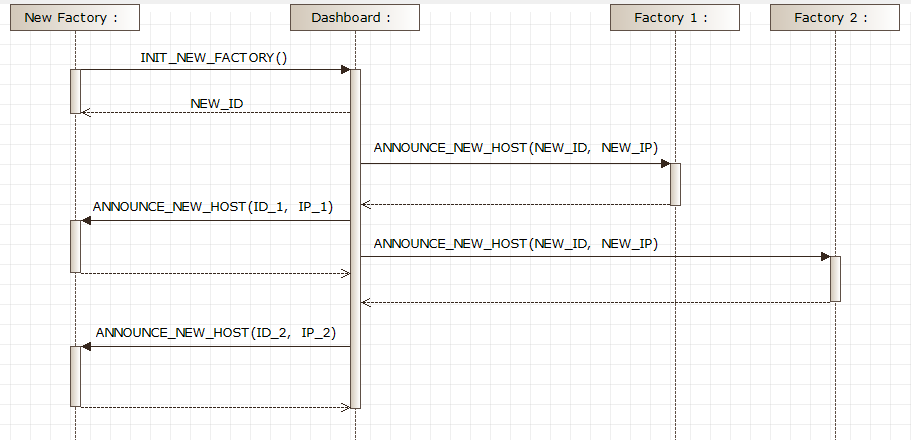 New Factory :
Dashboard :
Factory 1 :
Factory 2 :
INIT_NEW_FACTORY()
NEW_ID
ANNOUNCE_NEW_HOST(NEW_ID, NEW_IP)
ANNOUNCE_NEW_HOST(ID_1, IP_1)
ANNOUNCE_NEW_HOST(NEW_ID, NEW_IP)
ANNOUNCE_NEW_HOST(ID_2, IP_2)